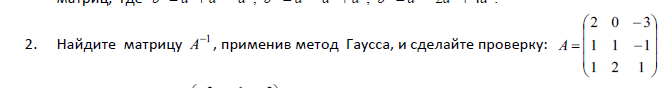 2. Найдите матрицу A⁻¹, применив метод Гаусса, и сделайте проверку: A = (2 0 −3
1 1 −1
1 2 1)